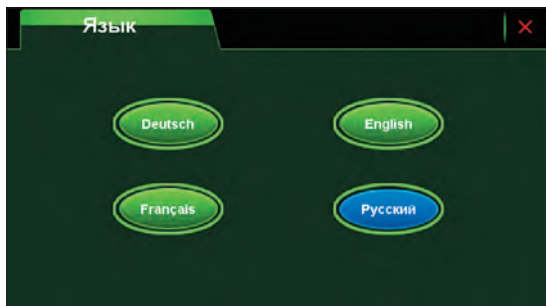 Язык
Deutsch
English
Français
Русский